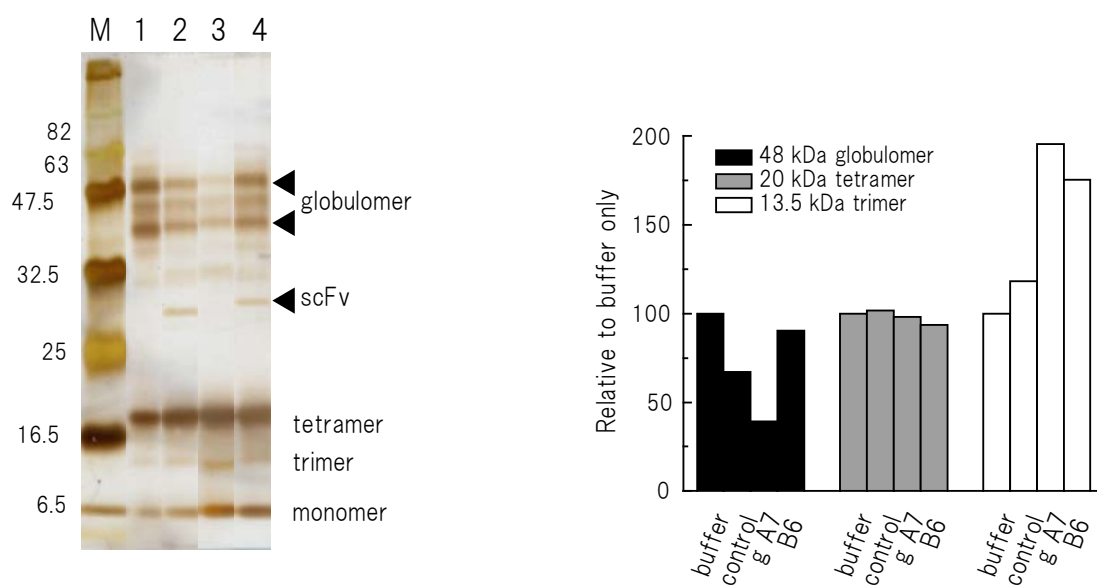 M 1 2 3 4
82
63
47.5
32.5
25
16.5
6.5
globulomer
scFv
tetramer
trimer
monomer
Relative to buffer only
200
150
100
50
0
48 kDa globulomer
20 kDa tetramer
13.5 kDa trimer
buffer
control
g A7
B6
buffer
control
g A7
B6
buffer
control
g A7
B6